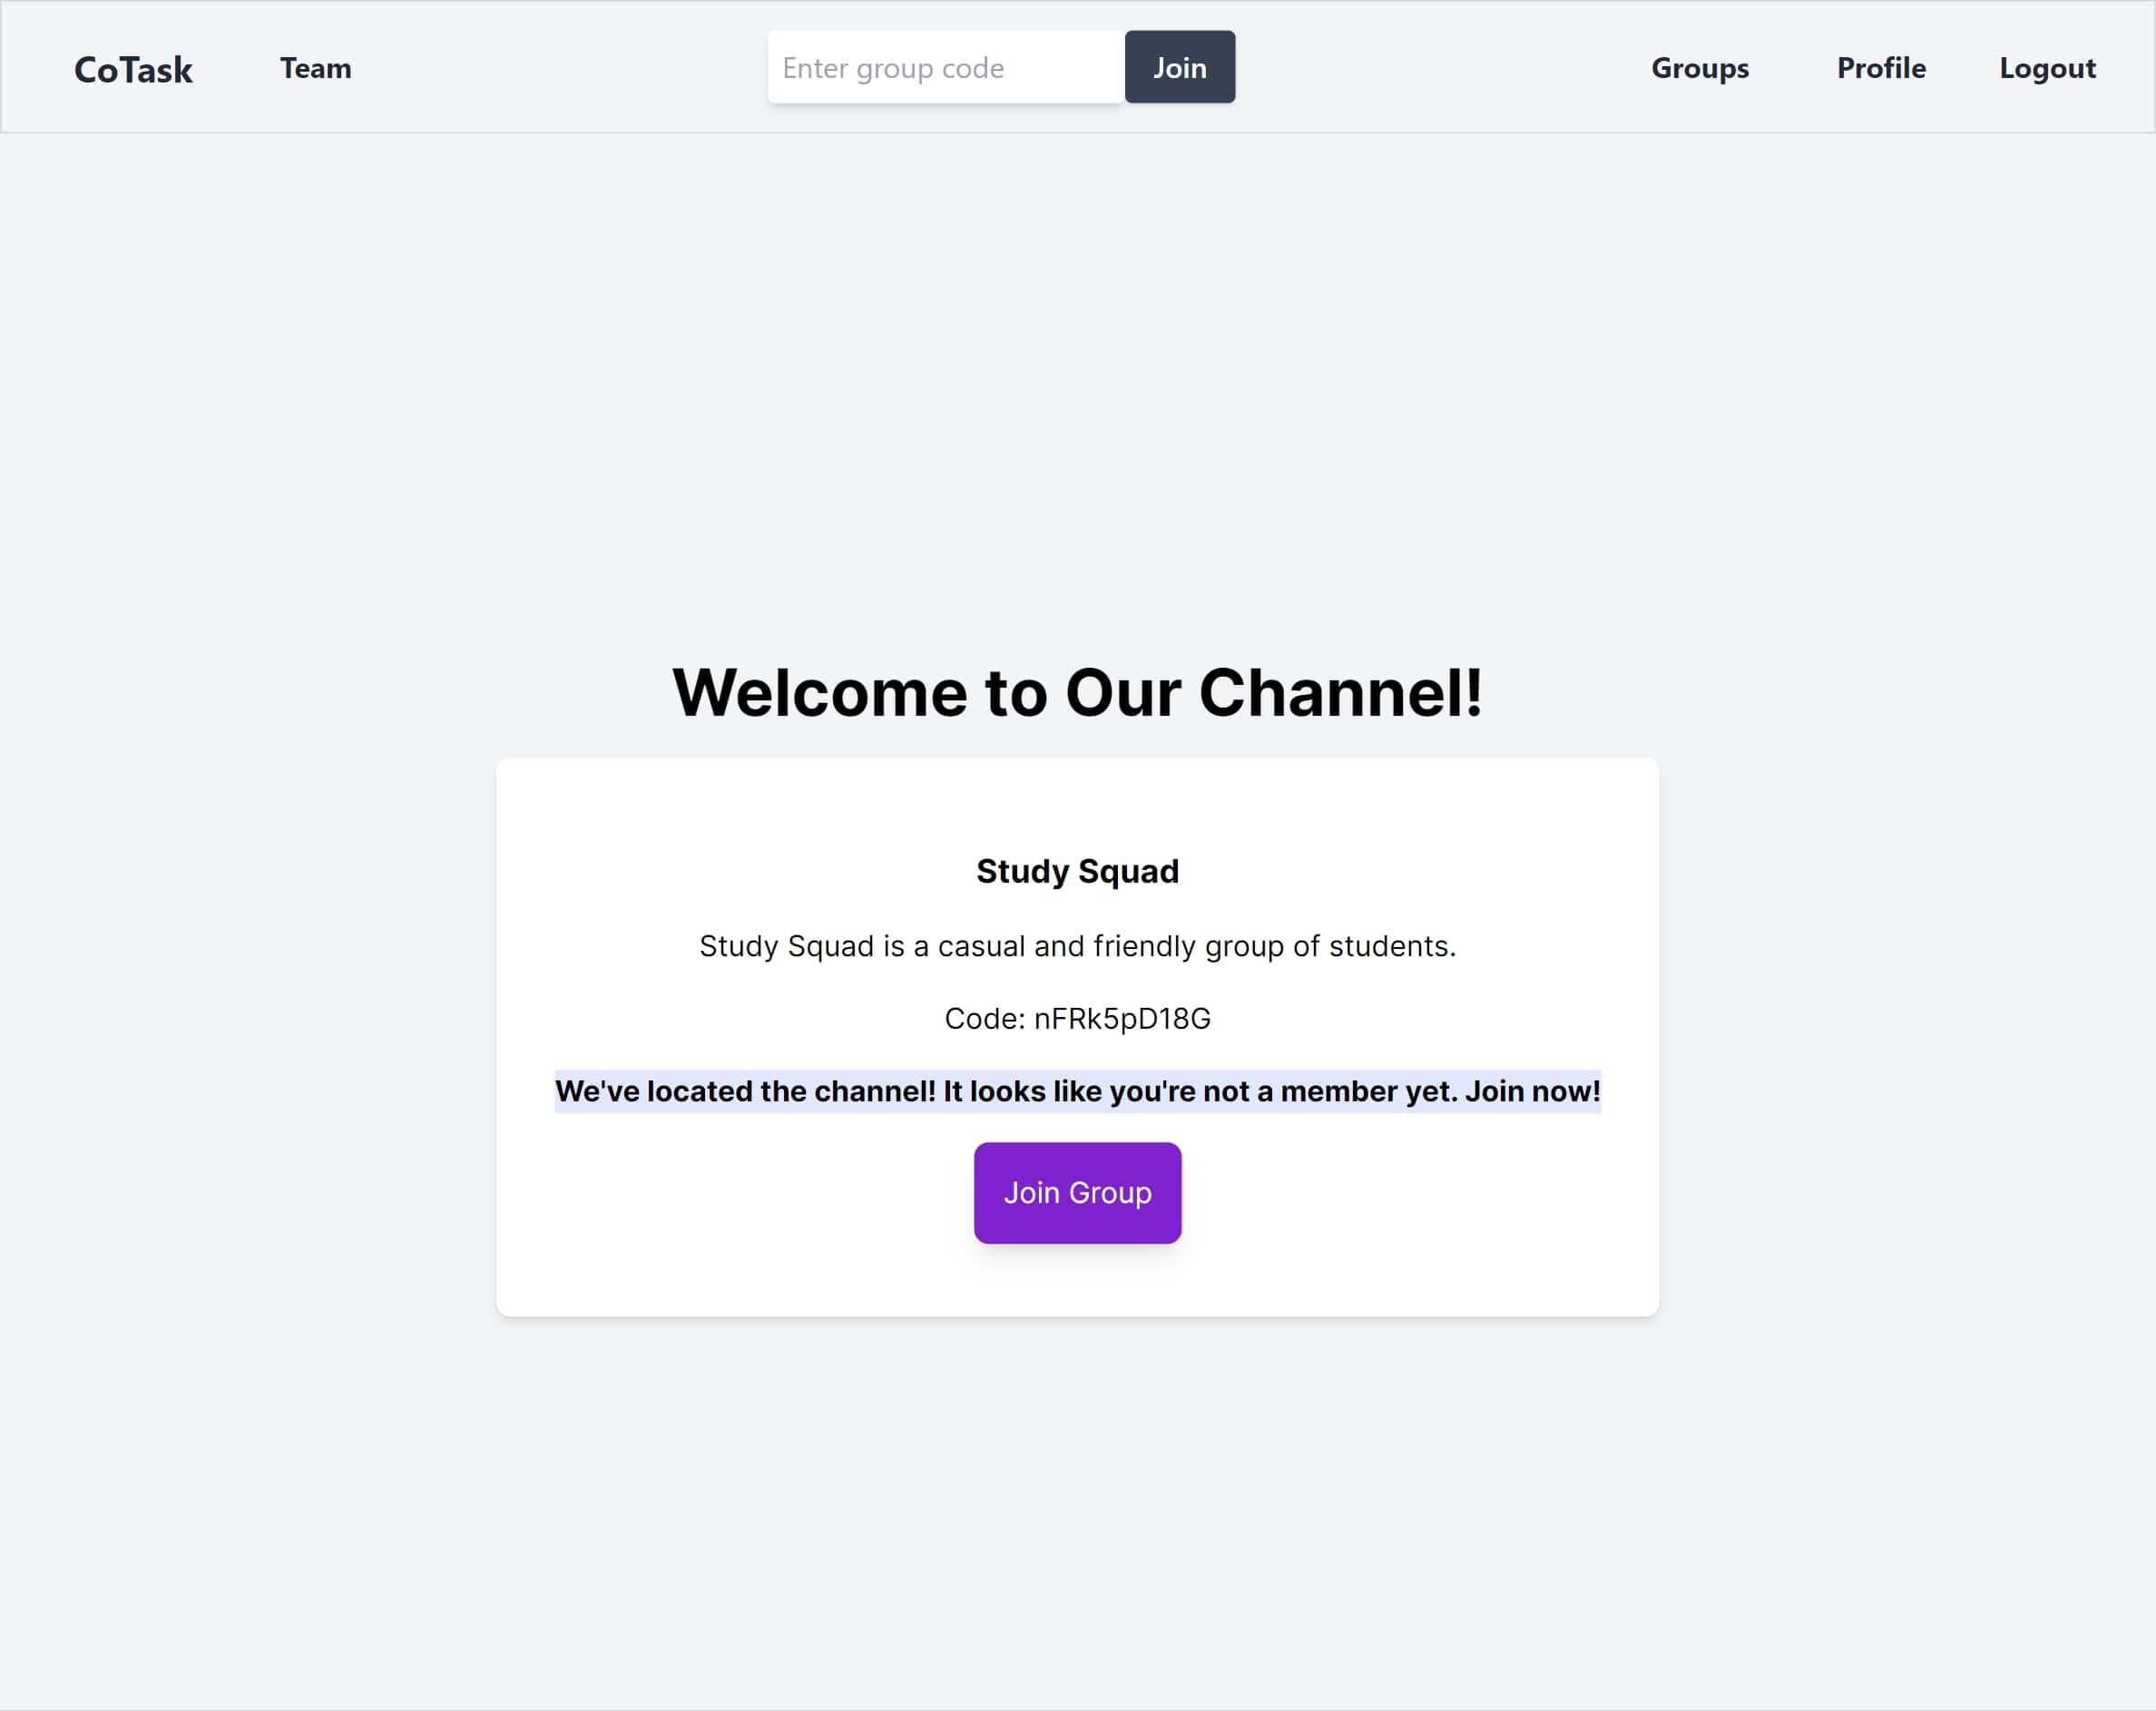 CoTask Team Enter group code Join Groups Profile Logout
Welcome to Our Channel!
Study Squad
Study Squad is a casual and friendly group of students.
Code: nFRk5pD18G
We've located the channel! It looks like you're not a member yet. Join now!
Join Group